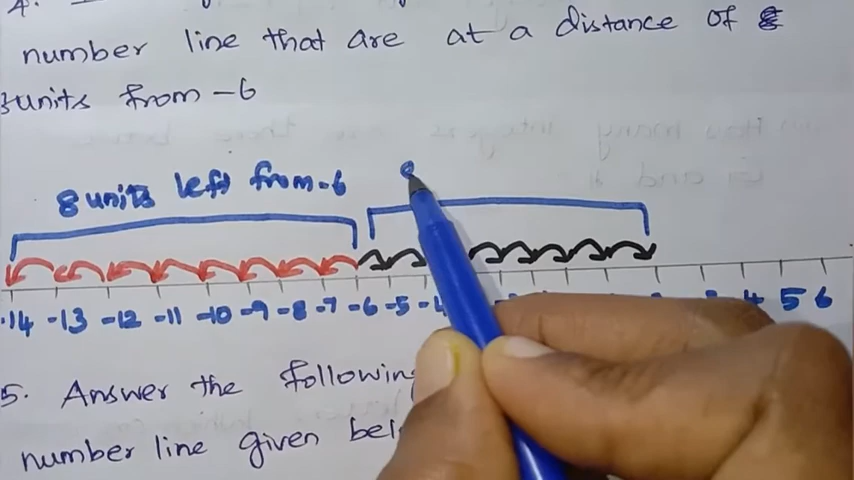 4.
number line that are at a distance of 8
units from -6
8 units left from -6 8
-14 -13 -12 -11 -10 -9 -8 -7 -6 -5 -4 5 6
5. Answer the following
number line given bel